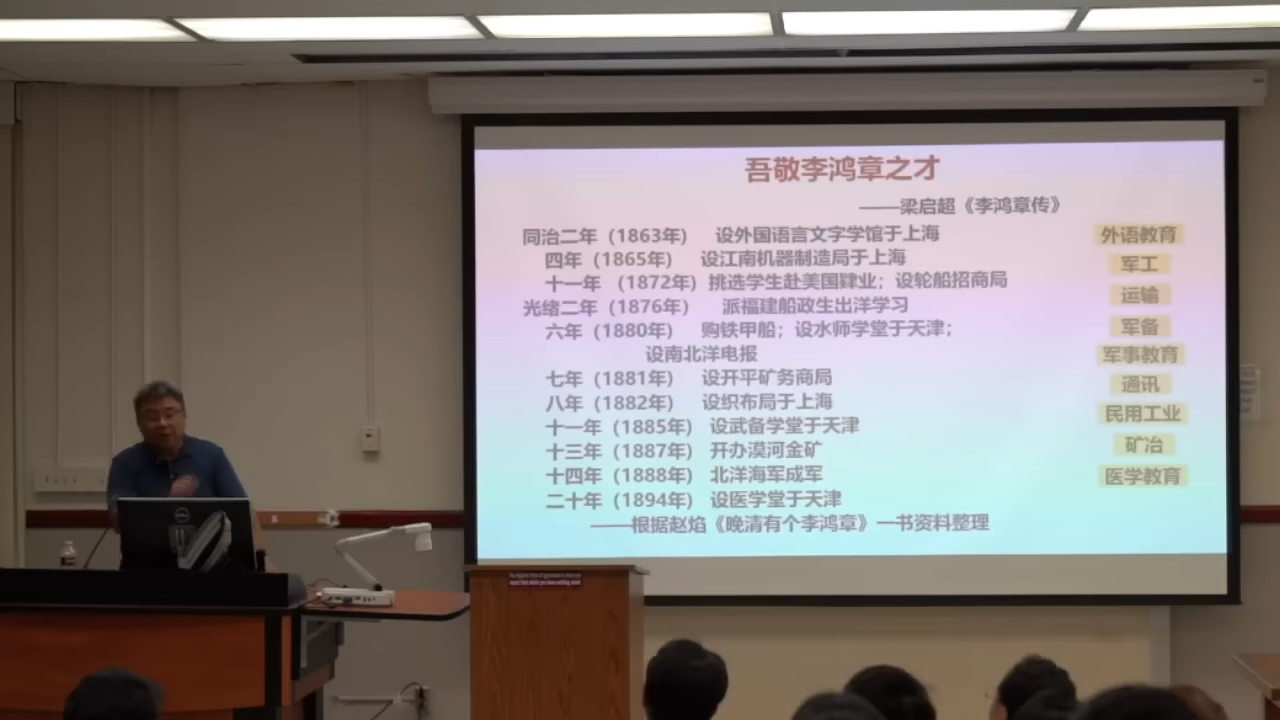 吾敬李鸿章之才
——梁启超《李鸿章传》
同治二年（1863年） 设外国语言文字学馆于上海
四年（1865年） 设江南机器制造局于上海
十一年 （1872年）挑选学生赴美国肄业；设轮船招商局
光绪二年（1876年） 派福建船政生出洋学习
六年（1880年） 购铁甲船；设水师学堂于天津；
设南北洋电报
七年（1881年） 设开平矿务商局
八年（1882年） 设织布局于上海
十一年（1885年） 设武备学堂于天津
十三年（1887年） 开办漠河金矿
十四年（1888年） 北洋海军成军
二十年（1894年） 设医学堂于天津
——根据赵焰《晚清有个李鸿章》一书资料整理
外语教育
军工
运输
军备
军事教育
通讯
民用工业
矿冶
医学教育
DELL